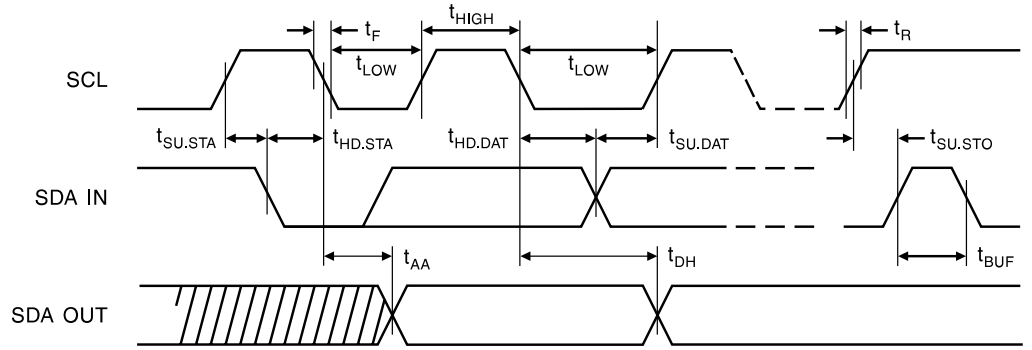 tHIGH
tF
tR
tLOW
tLOW
SCL
tSU.STA
tHD.STA
tHD.DAT
tSU.DAT
tSU.STO
SDA IN
tAA
tDH
tBUF
SDA OUT